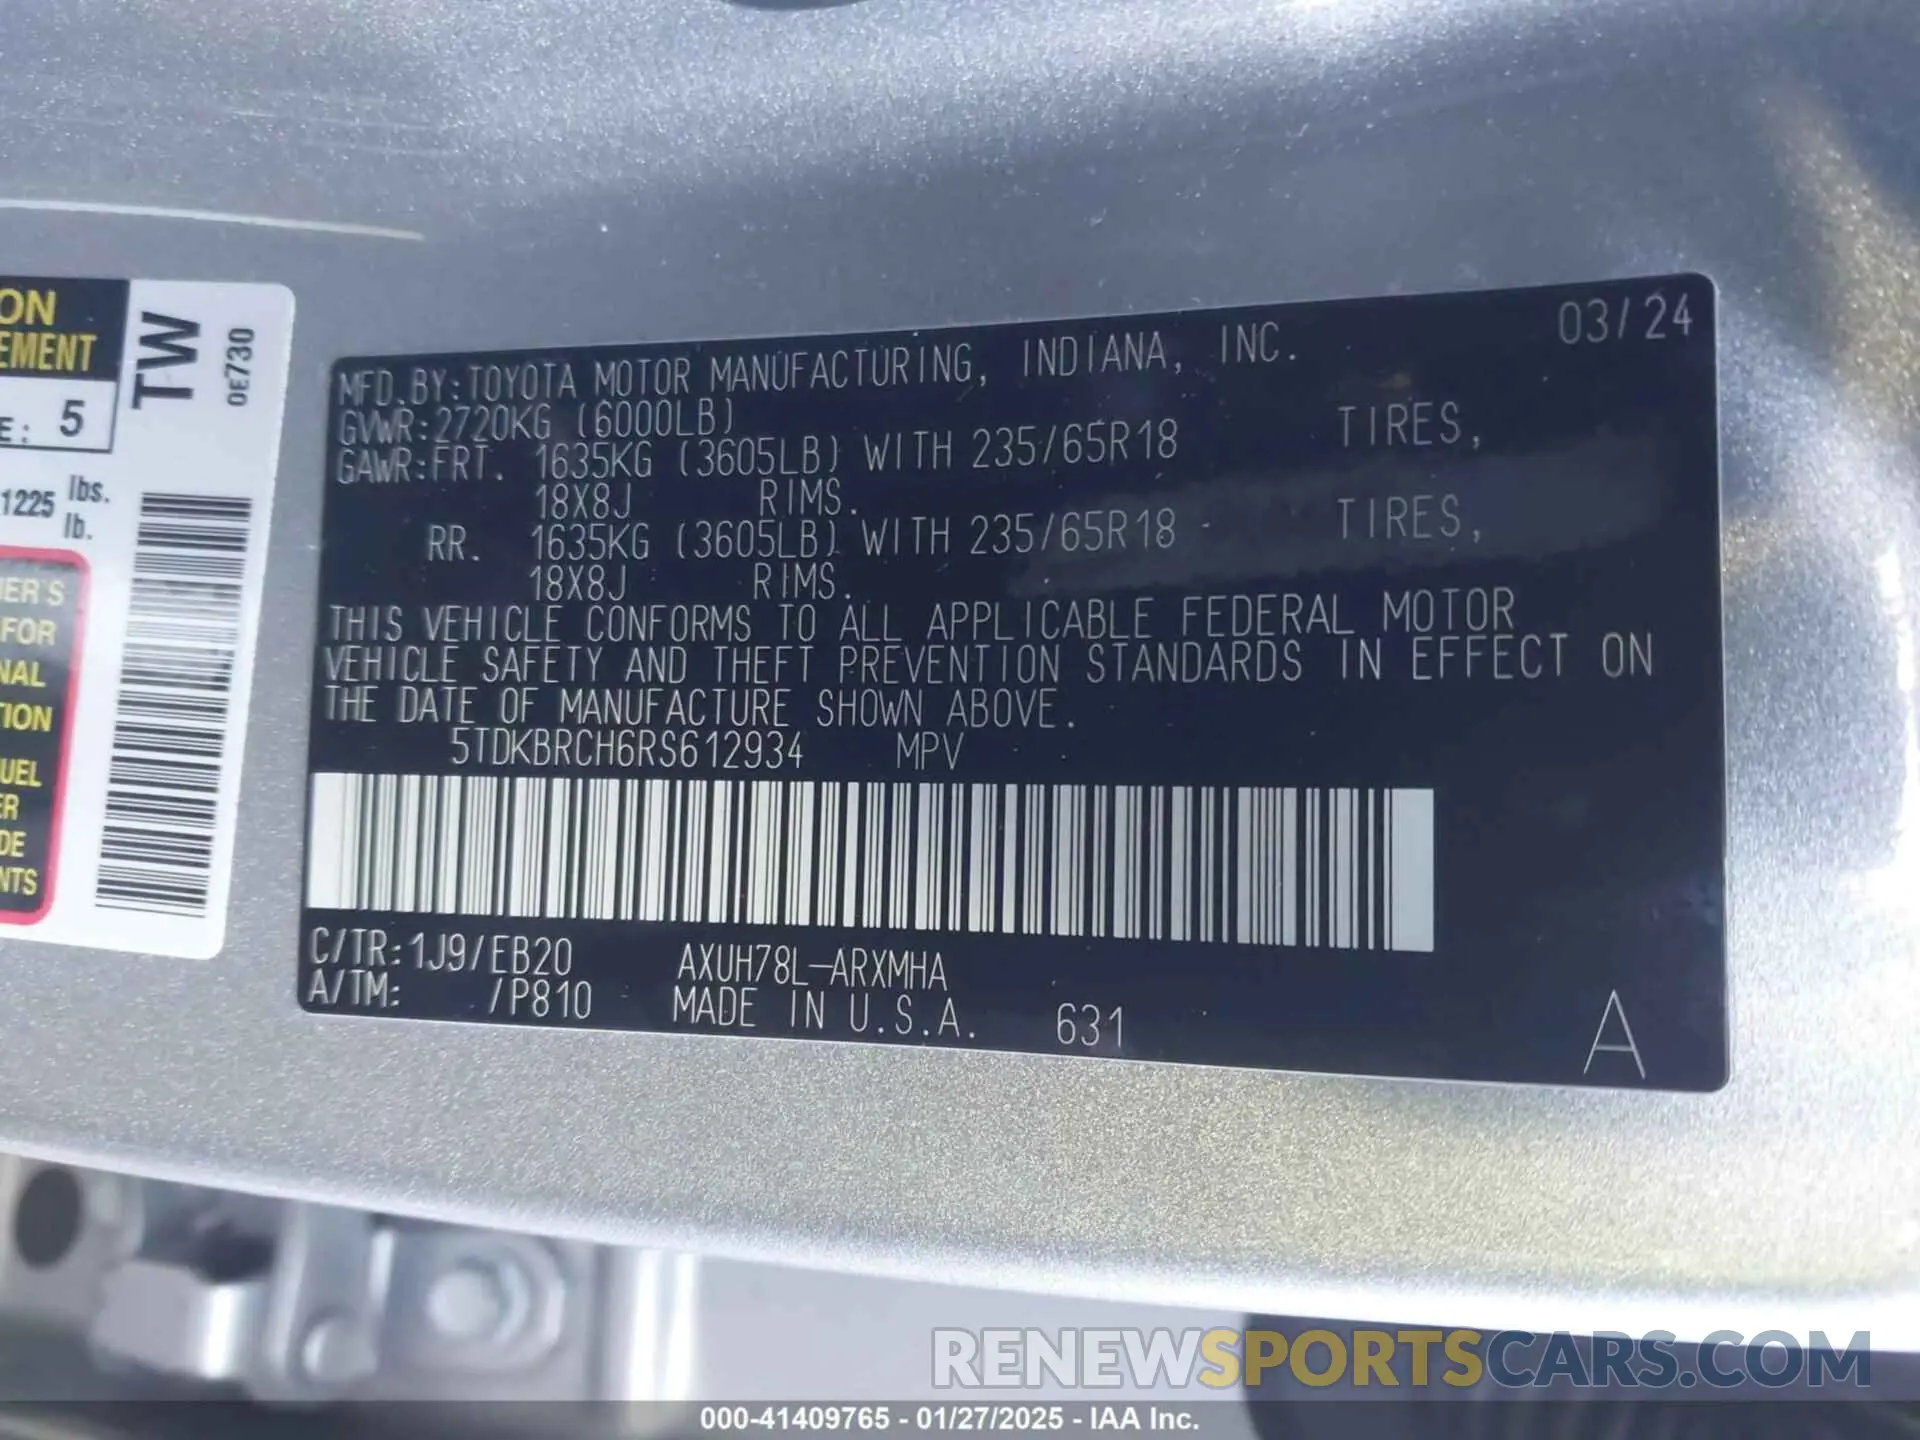 ON
EMENT
E: 5
1225 lbs.
lb.
TW
0E730
ER'S
FOR
NAL
TION
UEL
ER
DE
NTS
03/24
MFD.BY:TOYOTA MOTOR MANUFACTURING, INDIANA, INC.
GVWR:2720KG (6000LB)
GAWR:FRT. 1635KG (3605LB) WITH 235/65R18 TIRES,
18X8J RIMS.
RR. 1635KG (3605LB) WITH 235/65R18 TIRES,
18X8J RIMS.
THIS VEHICLE CONFORMS TO ALL APPLICABLE FEDERAL MOTOR
VEHICLE SAFETY AND THEFT PREVENTION STANDARDS IN EFFECT ON
THE DATE OF MANUFACTURE SHOWN ABOVE.
5TDKBRCH6RS612934 MPV
C/TR:1J9/EB20 AXUH78L-ARXMHA
A/TM: /P810 MADE IN U.S.A. 631
A
RENEWSPORTSCARS.COM
000-41409765 - 01/27/2025 - IAA Inc.